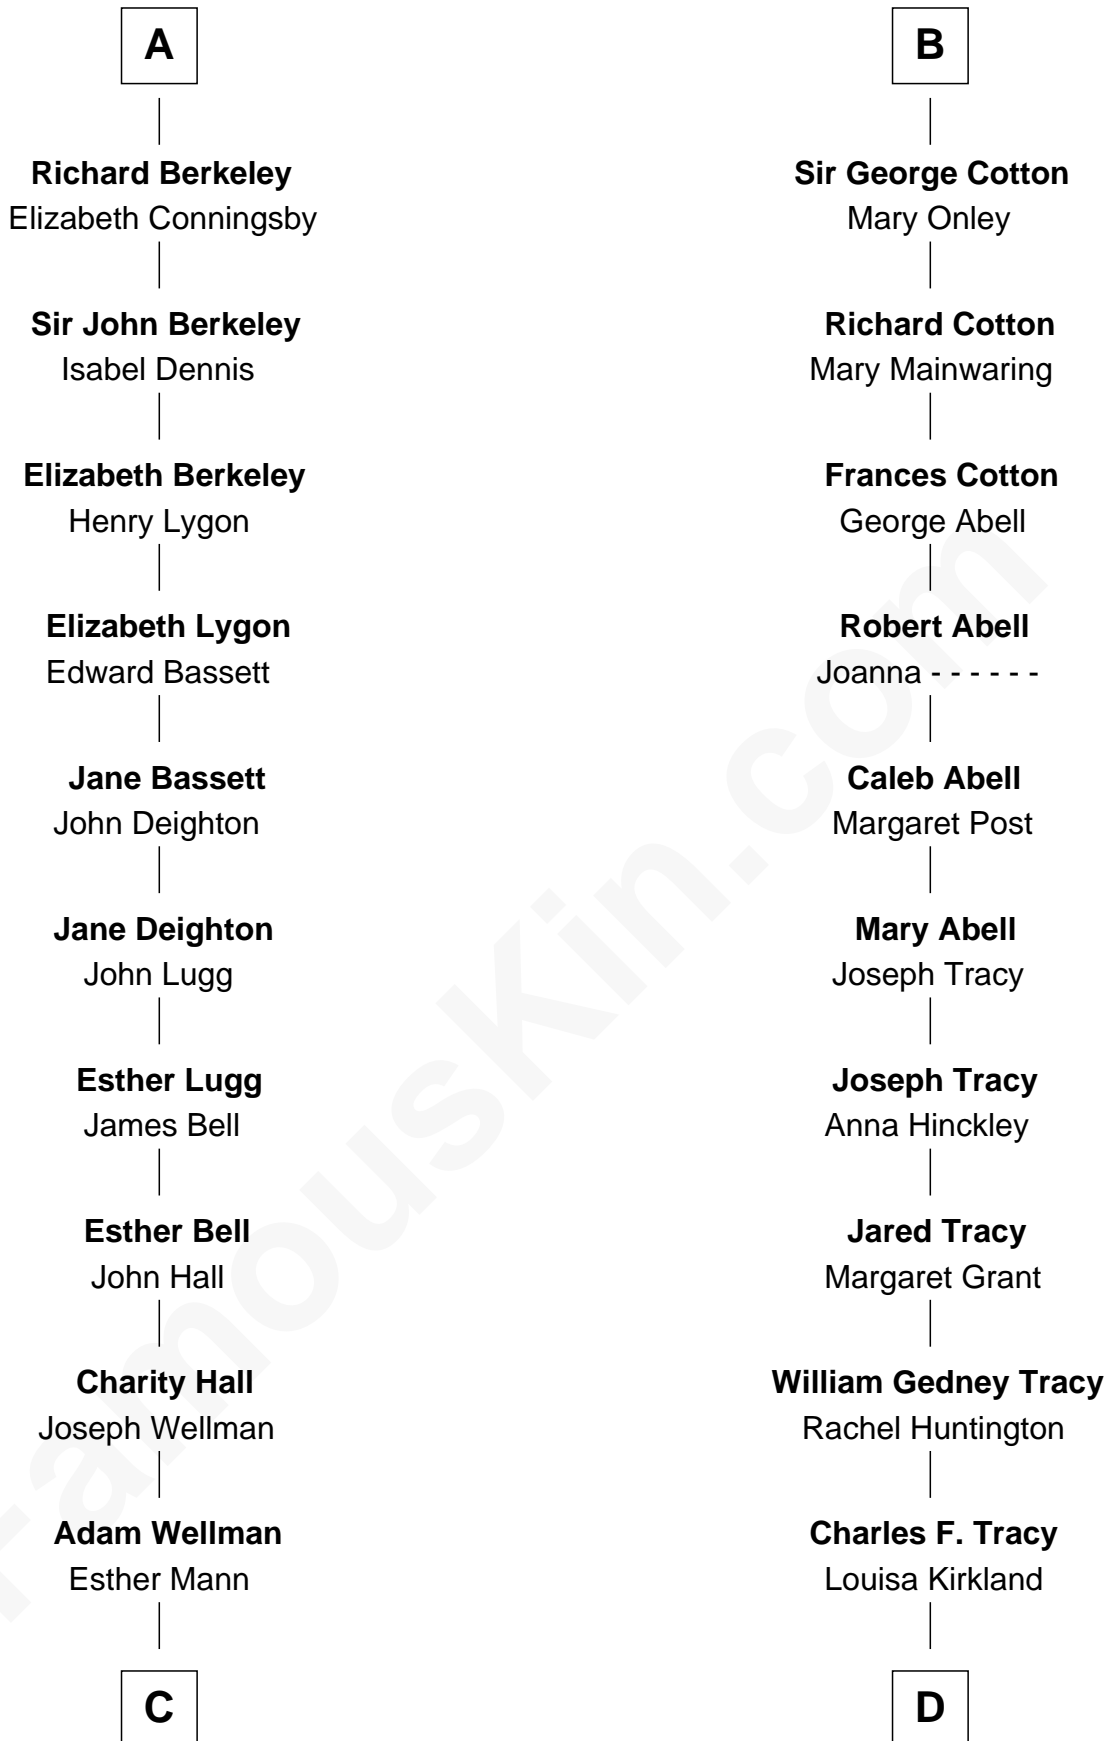 A
Richard Berkeley
Elizabeth Conningsby
Sir John Berkeley
Isabel Dennis
Elizabeth Berkeley
Henry Lygon
Elizabeth Lygon
Edward Bassett
Jane Bassett
John Deighton
Jane Deighton
John Lugg
Esther Lugg
James Bell
Esther Bell
John Hall
Charity Hall
Joseph Wellman
Adam Wellman
Esther Mann
C
B
Sir George Cotton
Mary Onley
Richard Cotton
Mary Mainwaring
Frances Cotton
George Abell
Robert Abell
Joanna - - - - - -
Caleb Abell
Margaret Post
Mary Abell
Joseph Tracy
Joseph Tracy
Anna Hinckley
Jared Tracy
Margaret Grant
William Gedney Tracy
Rachel Huntington
Charles F. Tracy
Louisa Kirkland
D
FamousKin.com